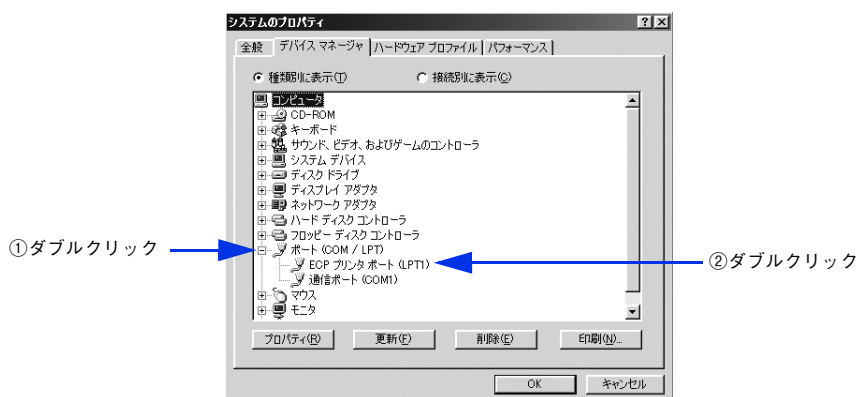 システムのプロパティ
全般 デバイス マネージャ ハードウェア プロファイル パフォーマンス
種類別に表示(T) 接続別に表示(C)
コンピュータ
CD-ROM
キーボード
サウンド、ビデオ、およびゲームのコントローラ
システム デバイス
ディスク ドライブ
ディスプレイ アダプタ
ネットワーク アダプタ
ハード ディスク コントローラ
フロッピー ディスク コントローラ
①ダブルクリック
ポート (COM / LPT)
ECP プリンタ ポート (LPT1)
②ダブルクリック
通信ポート (COM1)
マウス
モニタ
プロパティ(R) 更新(F) 削除(E) 印刷(N)...
OK キャンセル